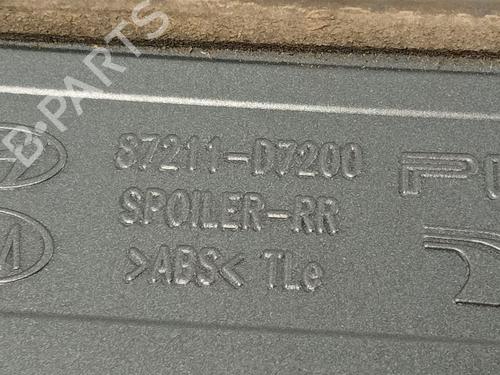 B-PARTS
87211-D7200
SPOILER-RR
>ABS< TLe